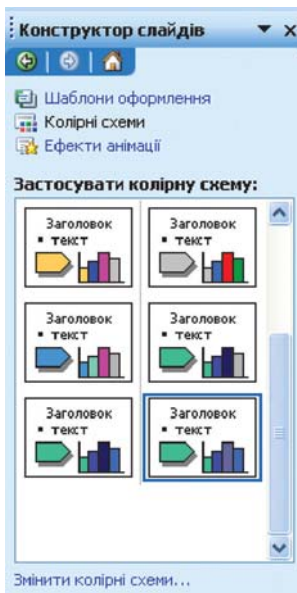 Конструктор слайдів
Шаблони оформлення
Колірні схеми
Ефекти анімації
Застосувати колірну схему:
Заголовок
▪ текст
Заголовок
▪ текст
Заголовок
▪ текст
Заголовок
▪ текст
Заголовок
▪ текст
Заголовок
▪ текст
Змінити колірні схеми...